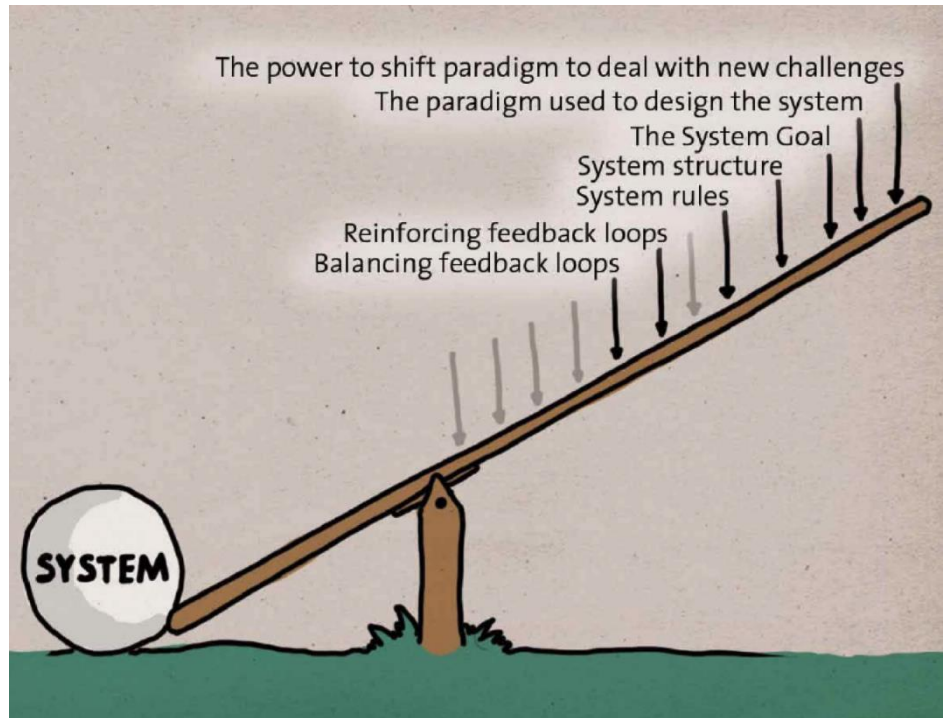 The power to shift paradigm to deal with new challenges
The paradigm used to design the system
The System Goal
System structure
System rules
Reinforcing feedback loops
Balancing feedback loops
SYSTEM